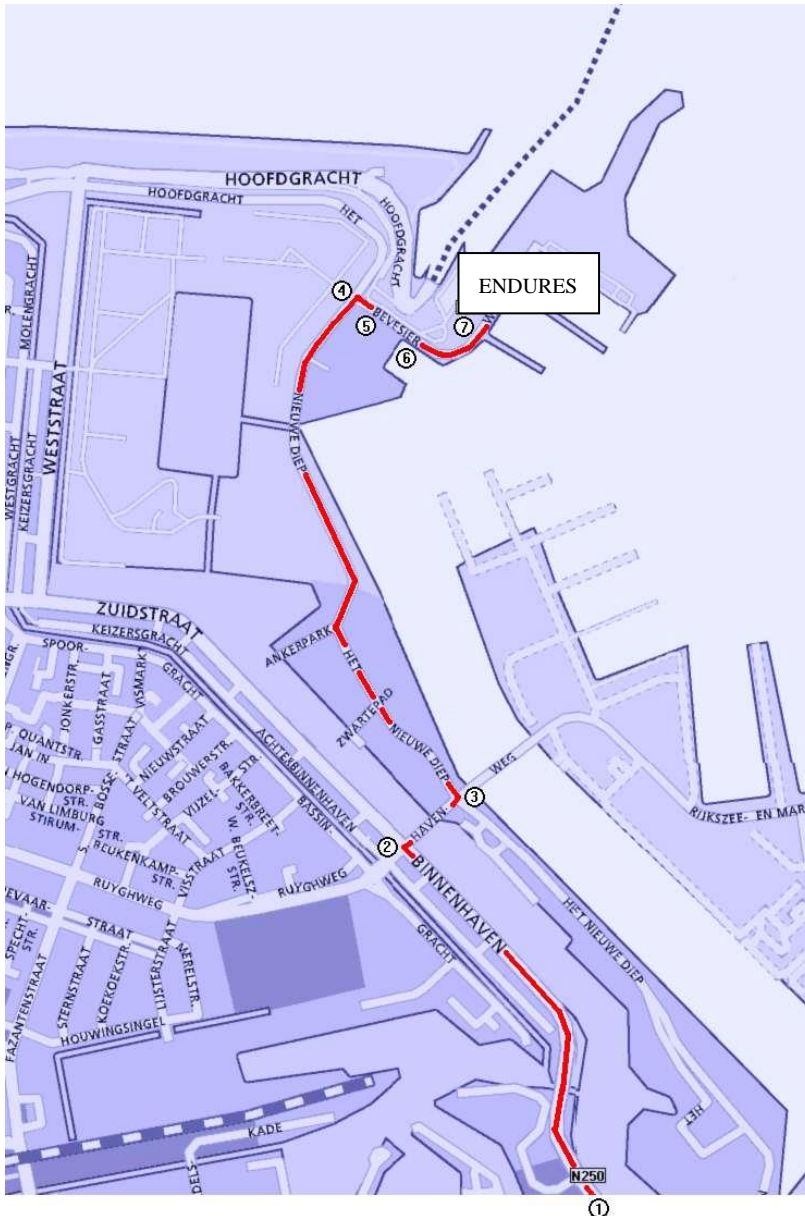 HOOFDGRACHT
HOOFDGRACHT
HET
HOOFDGRACHT
ENDURES
④
⑤
BEVESIER
⑥
⑦
W
MOLENGRACHT
WESTSTRAAT
WESTGRACHT
KEIZERSGRACHT
NIEUWE DIEP
ZUIDSTRAAT
KEIZERSGRACHT
SPOOR-
GRACHT
ANKERPARK
HET
ZWARTEPAD
NIEUWE DIEP
JONKERSTR.
GASSTRAAT
VISMARKT
QUANTSTR.
JAN IN
NIEUWSTRAAT
BROUWERSTR.
BAKKERBREET-
STR.
STR.
ACHTERBINNENHAVEN
BASSIN-
HOGENDORP-
STR.
VAN LIMBURG
STIRUM-
STR.
BOSSE-
STRAAT
VELTSTRAAT
VIJZEL-
W. BEUKELSZ-
STR.
BEUKENKAMP-
STR.
VISSTRAAT
RUYGHWEG
RUYGHWEG
②
HAVEN-
WEG
③
RIJKSZEE- EN MAR
BINNENHAVEN
GRACHT
HET NIEUWE DIEP
STRAAT
SPECHT-
STR.
FAZANTENSTRAAT
STERNSTRAAT
KOEKOEKSTR.
LIJSTERSTRAAT
MERELSTR.
HOUWINGSINGEL
KADE
HET
N250
①